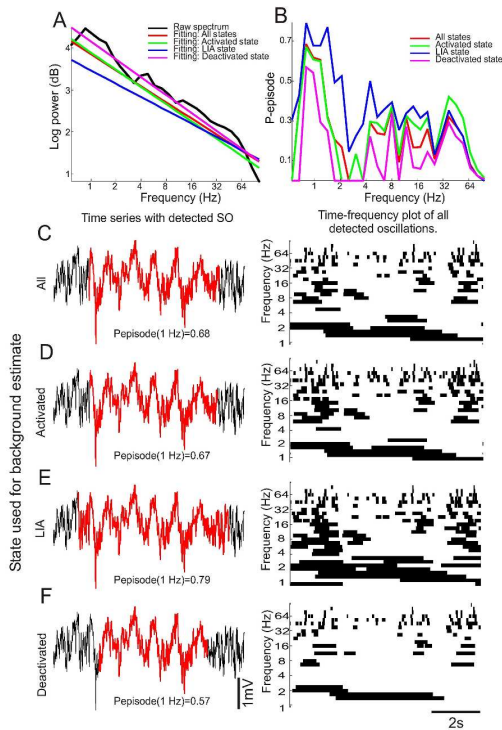 A
B
Raw spectrum
Fitting: All states
Fitting: Activated state
Fitting: LIA state
Fitting: Deactivated state
Log power (dB)
4
3
2
1
1 2 4 8 16 32 64
Frequency (Hz)
All states
Activated state
LIA state
Deactivated state
P-episode
0.7
0.5
0.3
0.1
1 2 4 8 16 32 64
Frequency (Hz)
Time series with detected SO
Time-frequency plot of all
detected oscillations.
State used for background estimate
C
All
Pepisode(1 Hz)=0.68
Frequency (Hz)
64
32
16
8
4
2
1
D
Activated
Pepisode(1 Hz)=0.67
Frequency (Hz)
64
32
16
8
4
2
1
E
LIA
Pepisode(1 Hz)=0.79
Frequency (Hz)
64
32
16
8
4
2
1
F
Deactivated
Pepisode(1 Hz)=0.57
1mV
Frequency (Hz)
64
32
16
8
4
2
1
2s